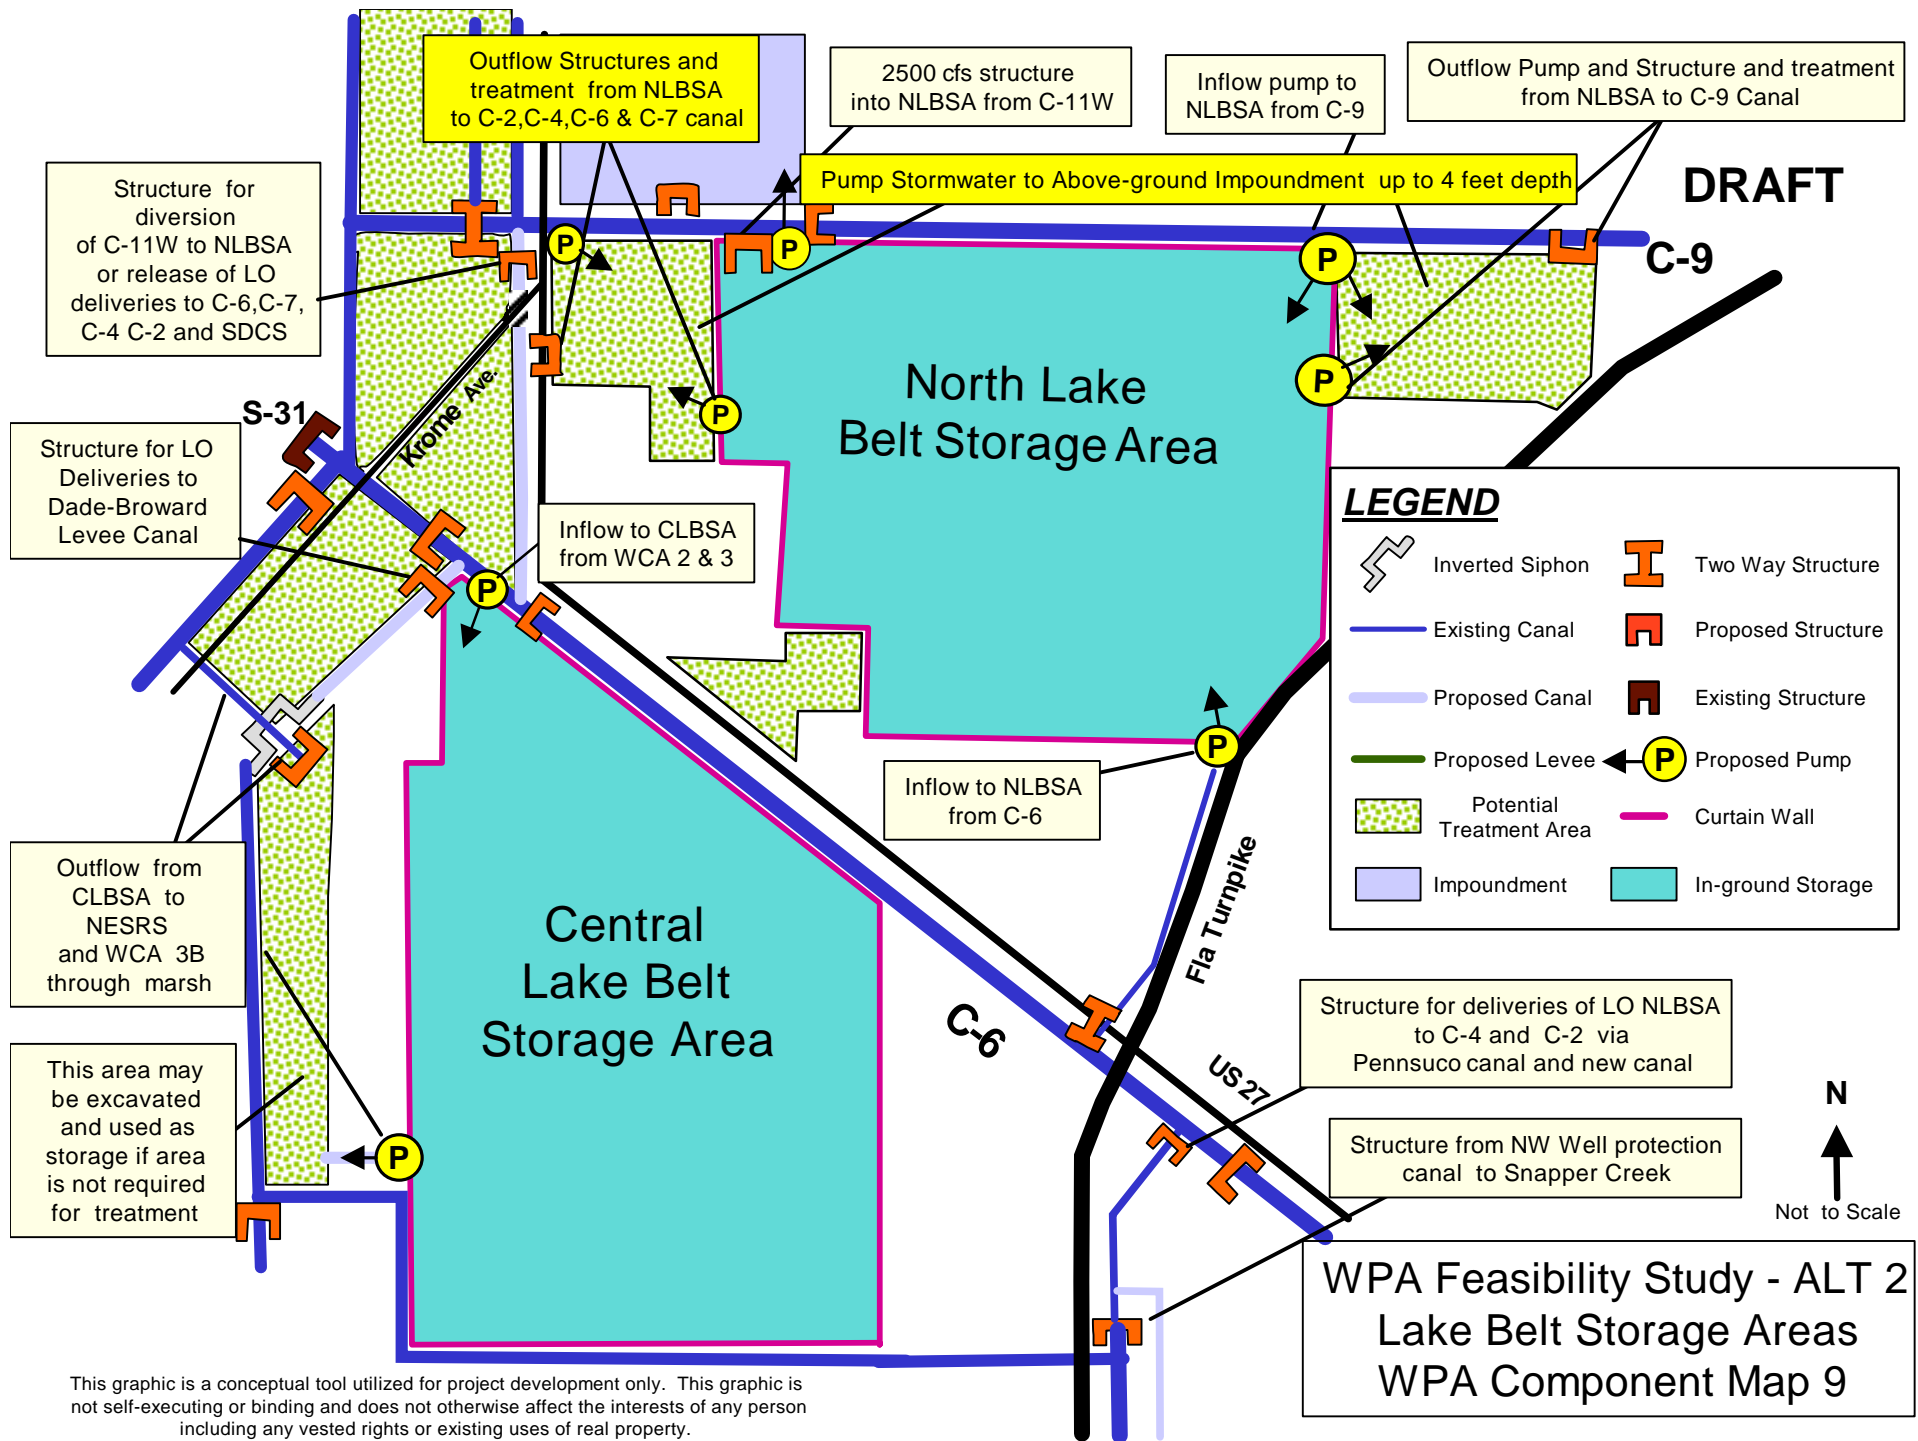 Outflow Structures and
treatment from NLBSA
to C-2,C-4,C-6 & C-7 canal
2500 cfs structure
into NLBSA from C-11W
Inflow pump to
NLBSA from C-9
Outflow Pump and Structure and treatment
from NLBSA to C-9 Canal
Structure for
diversion
of C-11W to NLBSA
or release of LO
deliveries to C-6,C-7,
C-4 C-2 and SDCS
Pump Stormwater to Above-ground Impoundment up to 4 feet depth
DRAFT
C-9
P
P
P
P
P
North Lake
Belt Storage Area
Krome Ave.
S-31
Structure for LO
Deliveries to
Dade-Broward
Levee Canal
Inflow to CLBSA
from WCA 2 & 3
P
LEGEND
Inverted Siphon
Two Way Structure
Existing Canal
Proposed Structure
Proposed Canal
Existing Structure
Proposed Levee
P
Proposed Pump
Potential
Treatment Area
Curtain Wall
Impoundment
In-ground Storage
P
Inflow to NLBSA
from C-6
Fla Turnpike
Outflow from
CLBSA to
NESRS
and WCA 3B
through marsh
Central
Lake Belt
Storage Area
C-6
US 27
Structure for deliveries of LO NLBSA
to C-4 and C-2 via
Pennsuco canal and new canal
This area may
be excavated
and used as
storage if area
is not required
for treatment
P
Structure from NW Well protection
canal to Snapper Creek
N
Not to Scale
WPA Feasibility Study - ALT 2
Lake Belt Storage Areas
WPA Component Map 9
This graphic is a conceptual tool utilized for project development only. This graphic is
not self-executing or binding and does not otherwise affect the interests of any person
including any vested rights or existing uses of real property.